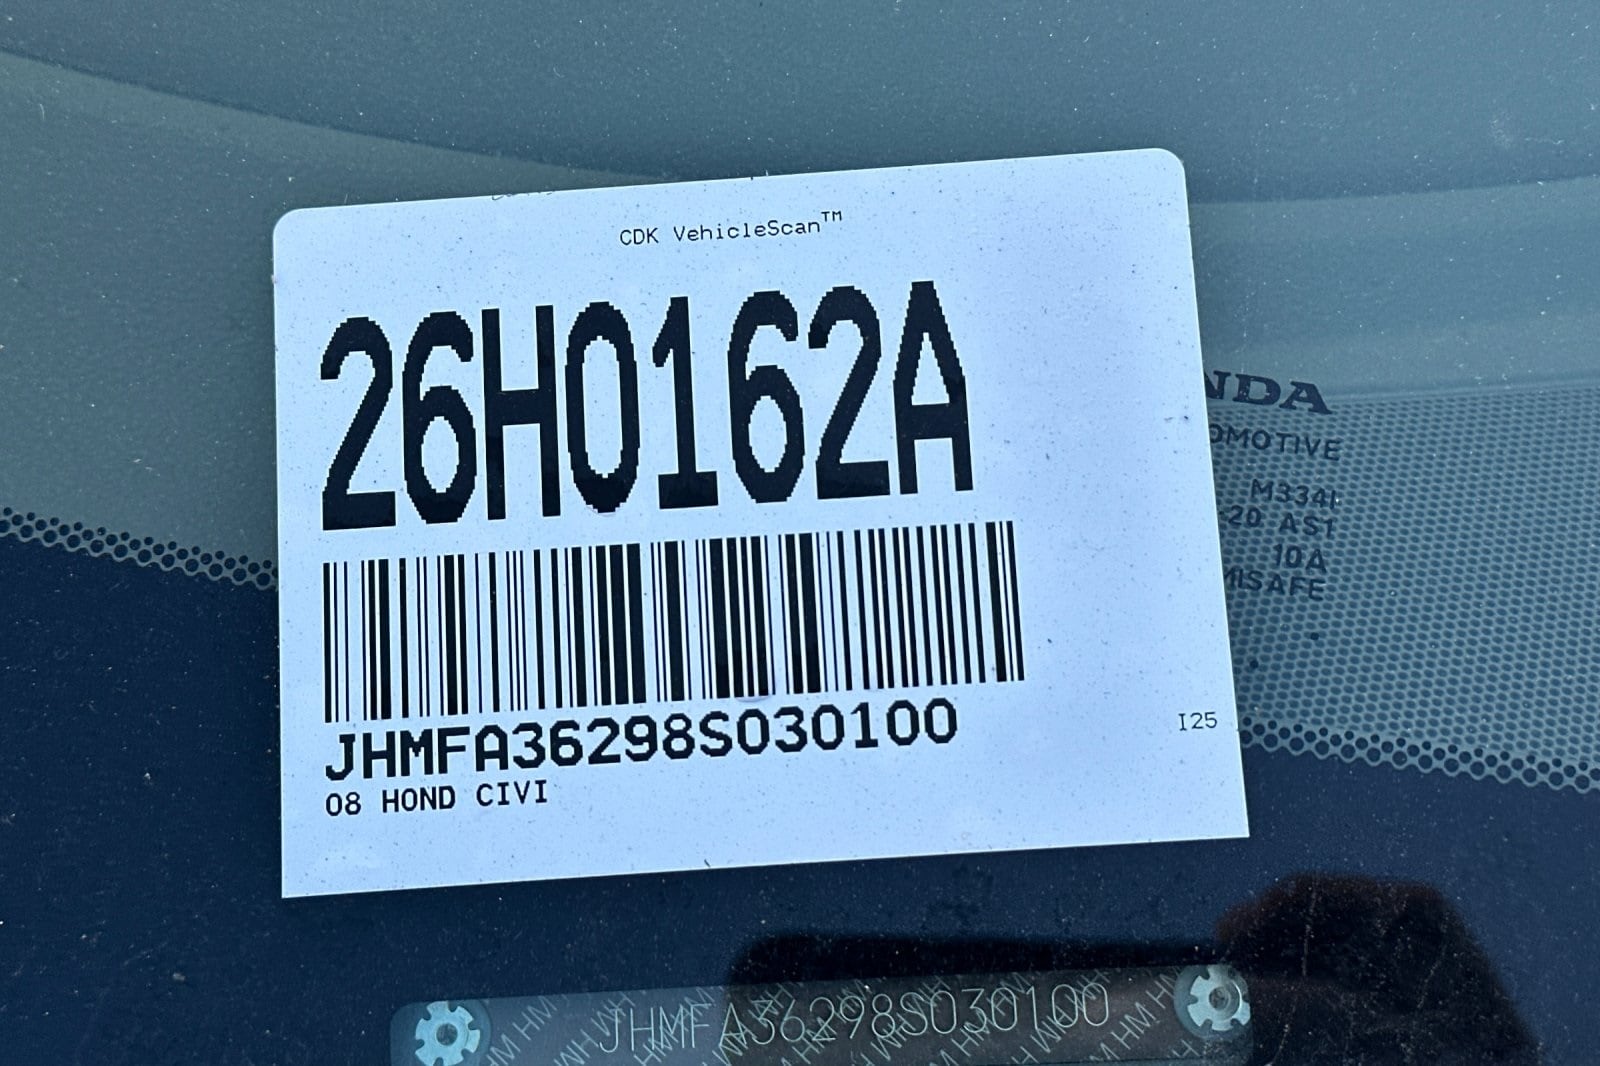 CDK VehicleScan™
26H0162A
JHMFA36298S030100
08 HOND CIVI
I25
NDA
OMOTIVE
M334
20 AS1
10A
MISAFE
JHMFA36298S030100